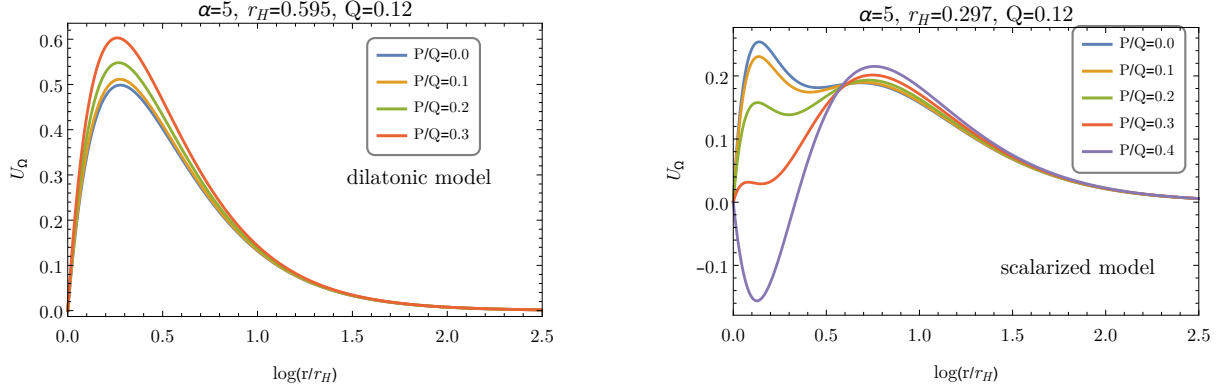 α=5, r_H=0.595, Q=0.12
U_Ω
0.6
0.5
0.4
0.3
0.2
0.1
0.0
P/Q=0.0
P/Q=0.1
P/Q=0.2
P/Q=0.3
dilatonic model
0.0 0.5 1.0 1.5 2.0 2.5
log(r/r_H)
α=5, r_H=0.297, Q=0.12
U_Ω
0.2
0.1
0.0
-0.1
P/Q=0.0
P/Q=0.1
P/Q=0.2
P/Q=0.3
P/Q=0.4
scalarized model
0.0 0.5 1.0 1.5 2.0 2.5
log(r/r_H)